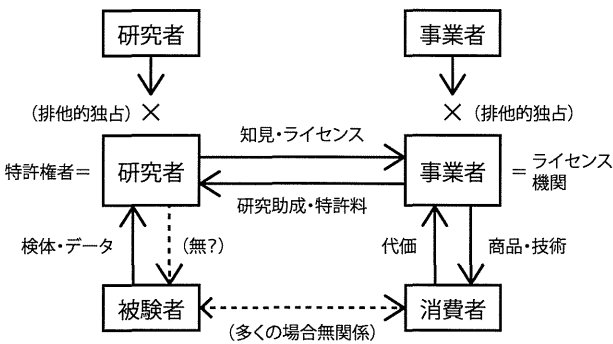 研究者
事業者
(排他的独占)×
×(排他的独占)
知見・ライセンス
特許権者=
研究者
事業者
=ライセンス
機関
研究助成・特許料
検体・データ
(無?)
代価
商品・技術
被験者
消費者
(多くの場合無関係)